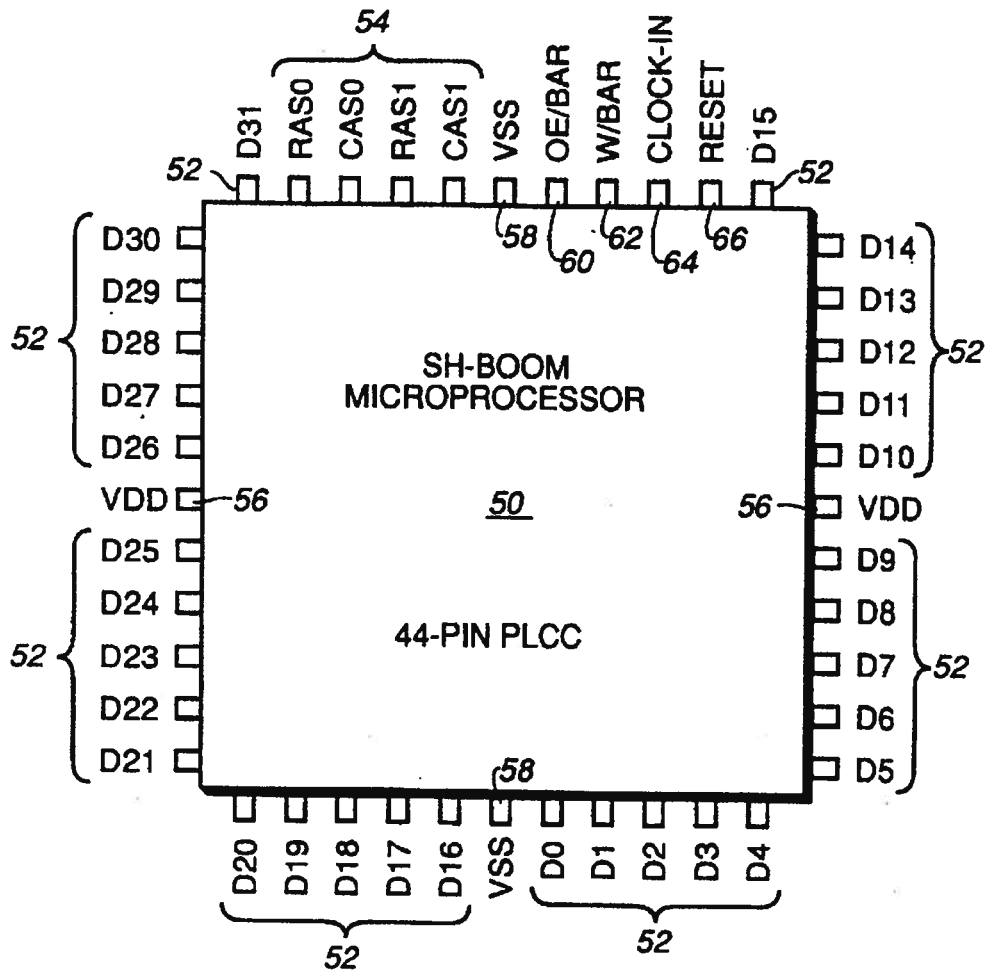 54
D31
RAS0
CAS0
RAS1
CAS1
VSS
OE/BAR
W/BAR
CLOCK-IN
RESET
D15
52
52
58
60
62
64
66
D30
D29
D28
D27
D26
52
VDD
56
D25
D24
D23
D22
D21
52
SH-BOOM
MICROPROCESSOR
50
44-PIN PLCC
D14
D13
D12
D11
D10
52
56
VDD
D9
D8
D7
D6
D5
52
58
D20
D19
D18
D17
D16
VSS
D0
D1
D2
D3
D4
52
52